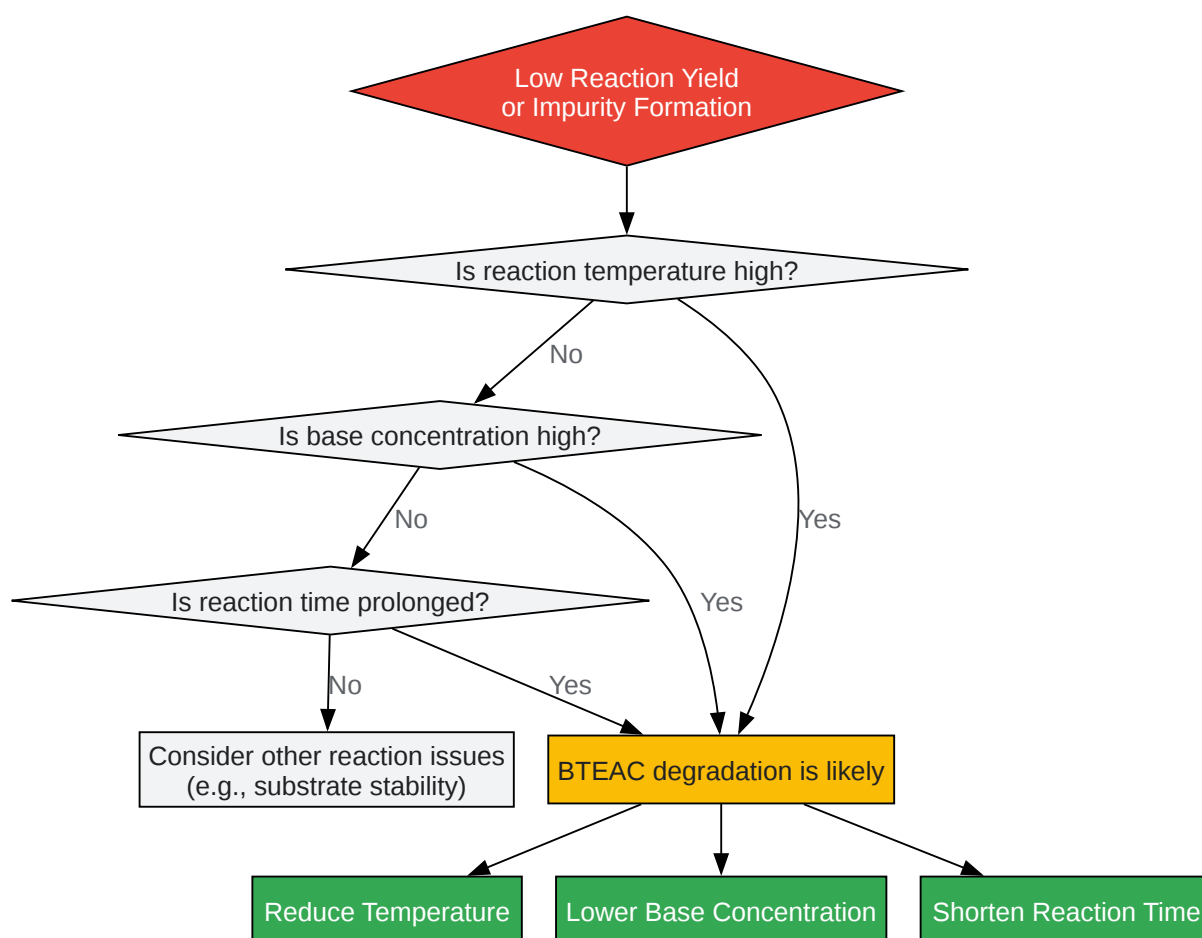 Low Reaction Yield
or Impurity Formation
Is reaction temperature high?
No
Is base concentration high?
No
Yes
Is reaction time prolonged?
Yes
No
Yes
Consider other reaction issues
(e.g., substrate stability)
BTEAC degradation is likely
Reduce Temperature
Lower Base Concentration
Shorten Reaction Time